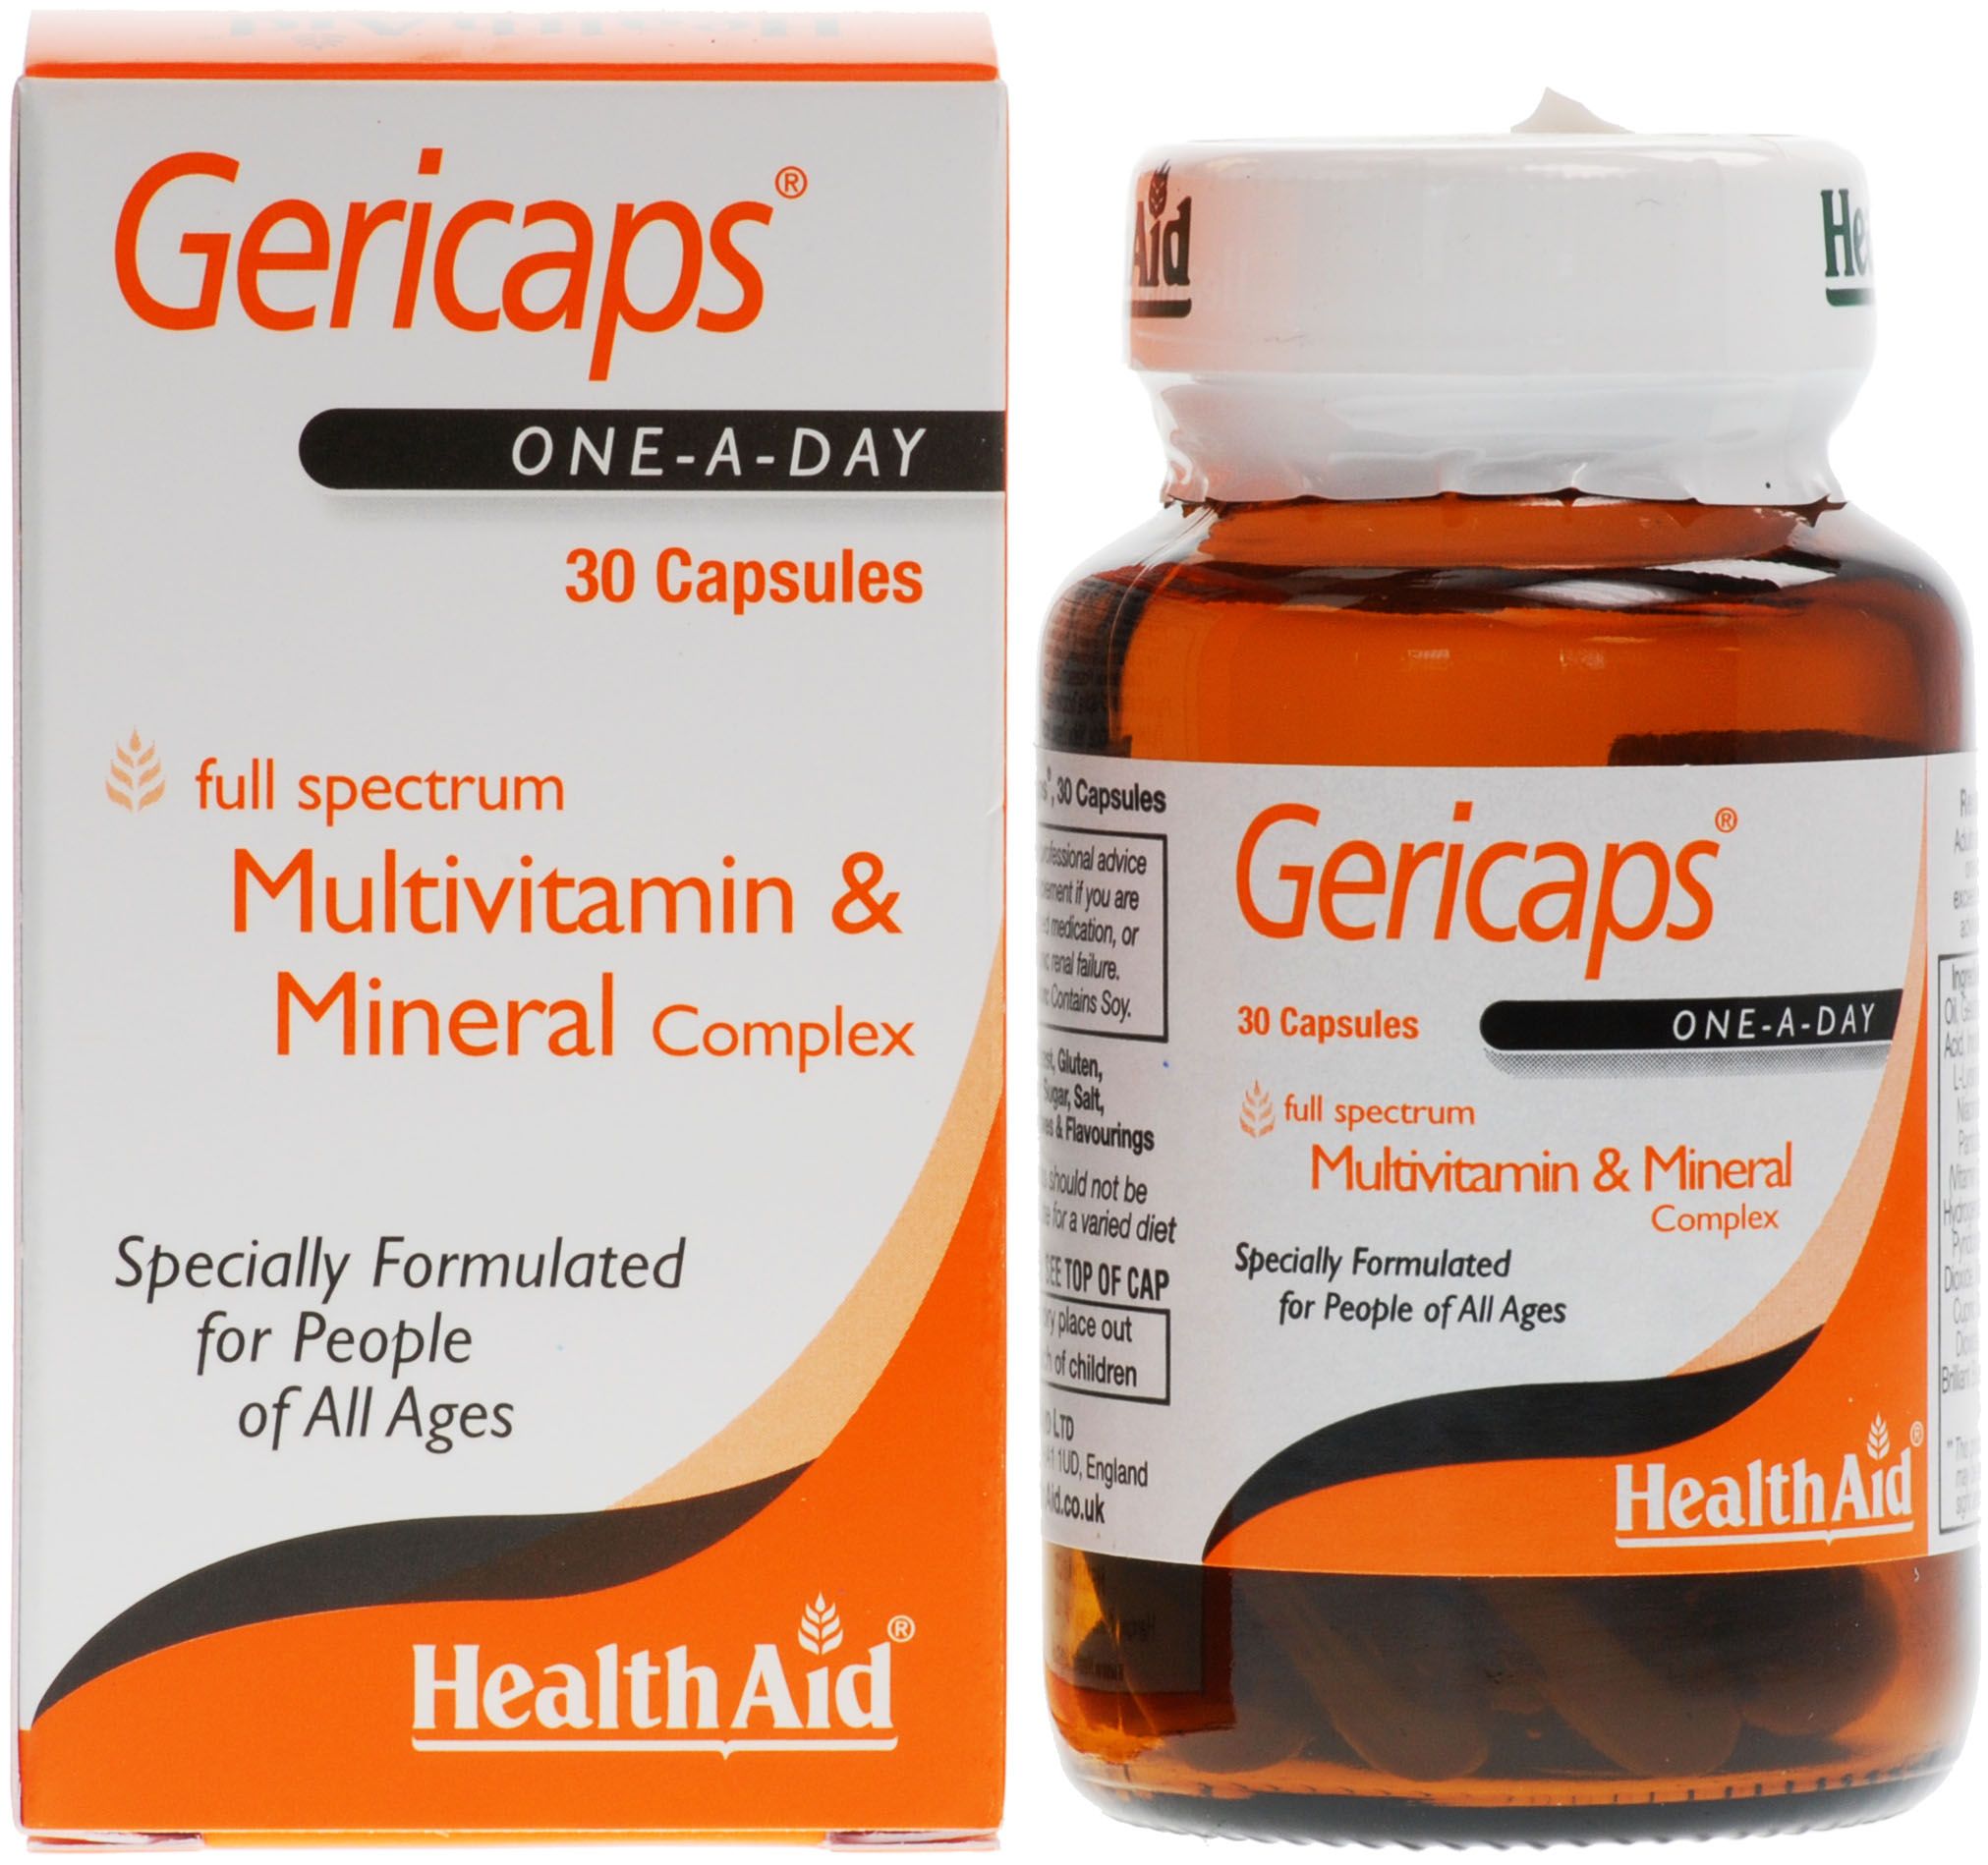 Gericaps®
ONE-A-DAY
30 Capsules
full spectrum
Multivitamin &
Mineral Complex
Specially Formulated
for People
of All Ages
HealthAid®
Aid
30 Capsules
advice
if you are
medication, or
renal failure.
Contains Soy.
Gluten,
Sugar, Salt,
& Flavourings
should not be
for a varied diet
SEE TOP OF CAP
place out
of children
LTD
1UD, England
.co.uk
Gericaps®
30 Capsules
ONE-A-DAY
full spectrum
Multivitamin & Mineral
Complex
Specially Formulated
for People of All Ages
HealthAid®